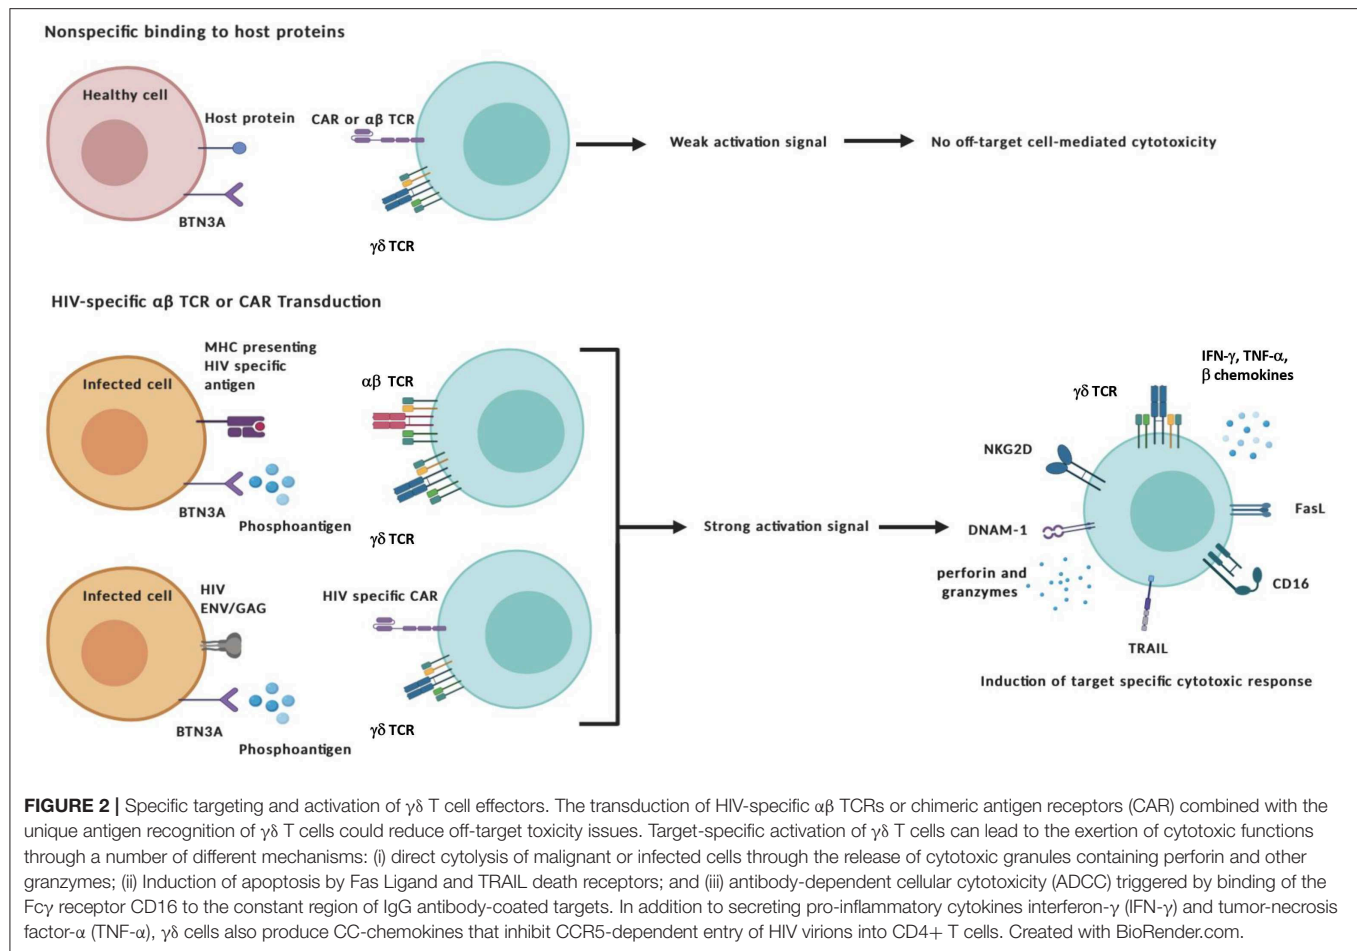 Nonspecific binding to host proteins
Healthy cell
Host protein
BTN3A
CAR or αβ TCR
γδ TCR
Weak activation signal
No off-target cell-mediated cytotoxicity
HIV-specific αβ TCR or CAR Transduction
Infected cell
MHC presenting
HIV specific
antigen
BTN3A
Phosphoantigen
αβ TCR
γδ TCR
Infected cell
HIV
ENV/GAG
BTN3A
Phosphoantigen
HIV specific CAR
γδ TCR
Strong activation signal
IFN-γ, TNF-α,
β chemokines
γδ TCR
NKG2D
DNAM-1
perforin and
granzymes
FasL
CD16
TRAIL
Induction of target specific cytotoxic response
FIGURE 2 | Specific targeting and activation of γδ T cell effectors. The transduction of HIV-specific αβ TCRs or chimeric antigen receptors (CAR) combined with the
unique antigen recognition of γδ T cells could reduce off-target toxicity issues. Target-specific activation of γδ T cells can lead to the exertion of cytotoxic functions
through a number of different mechanisms: (i) direct cytolysis of malignant or infected cells through the release of cytotoxic granules containing perforin and other
granzymes; (ii) Induction of apoptosis by Fas Ligand and TRAIL death receptors; and (iii) antibody-dependent cellular cytotoxicity (ADCC) triggered by binding of the
Fcγ receptor CD16 to the constant region of IgG antibody-coated targets. In addition to secreting pro-inflammatory cytokines interferon-γ (IFN-γ) and tumor-necrosis
factor-α (TNF-α), γδ cells also produce CC-chemokines that inhibit CCR5-dependent entry of HIV virions into CD4+ T cells. Created with BioRender.com.